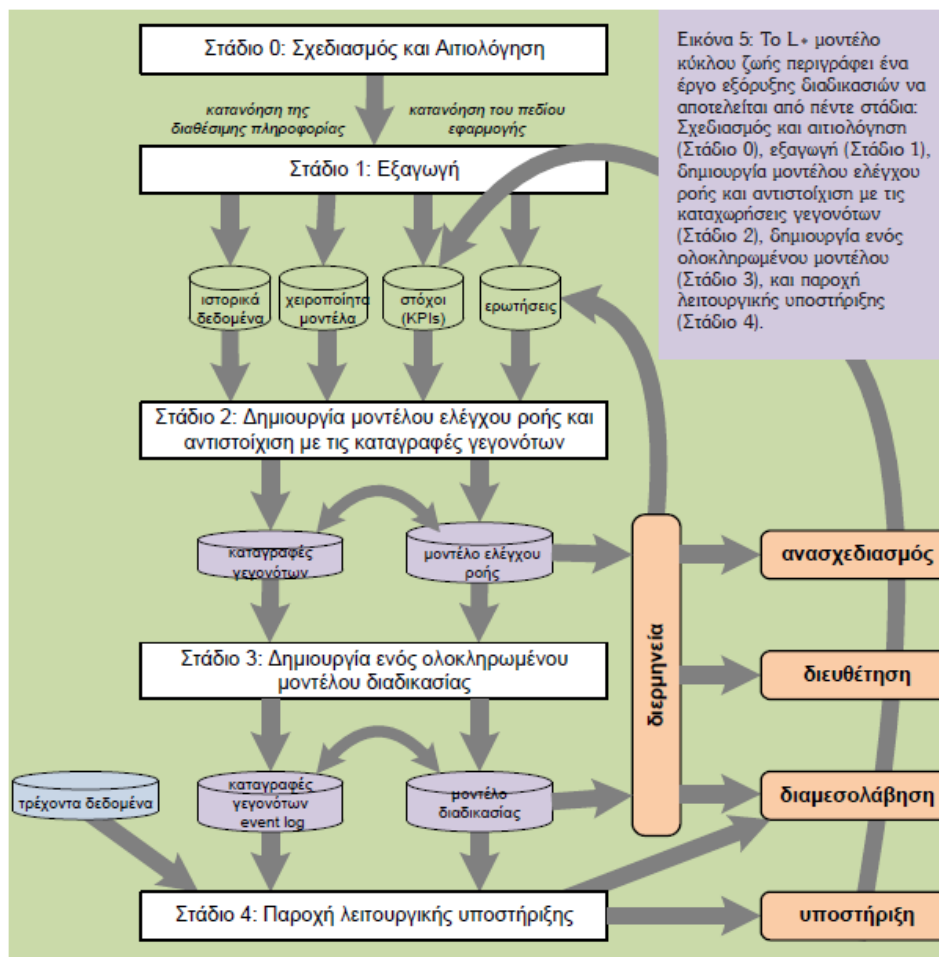 Στάδιο 0: Σχεδιασμός και Αιτιολόγηση
κατανόηση της
διαθέσιμης πληροφορίας
κατανόηση του πεδίου
εφαρμογής
Στάδιο 1: Εξαγωγή
Εικόνα 5: Το L* μοντέλο
κύκλου ζωής περιγράφει ένα
έργο εξόρυξης διαδικασιών να
αποτελείται από πέντε στάδια:
Σχεδιασμός και αιτιολόγηση
(Στάδιο 0), εξαγωγή (Στάδιο 1),
δημιουργία μοντέλου ελέγχου
ροής και αντιστοίχιση με τις
καταχωρήσεις γεγονότων
(Στάδιο 2), δημιουργία ενός
ολοκληρωμένου μοντέλου
(Στάδιο 3), και παροχή
λειτουργικής υποστήριξης
(Στάδιο 4).
ιστορικά
δεδομένα
χειροποίητα
μοντέλα
στόχοι
(KPIs)
ερωτήσεις
Στάδιο 2: Δημιουργία μοντέλου ελέγχου ροής και
αντιστοίχιση με τις καταγραφές γεγονότων
καταγραφές
γεγονότων
μοντέλο ελέγχου
ροής
διερμηνεία
ανασχεδιασμός
Στάδιο 3: Δημιουργία ενός ολοκληρωμένου
μοντέλου διαδικασίας
διευθέτηση
τρέχοντα δεδομένα
καταγραφές
γεγονότων
event log
μοντέλο
διαδικασίας
διαμεσολάβηση
Στάδιο 4: Παροχή λειτουργικής υποστήριξης
υποστήριξη